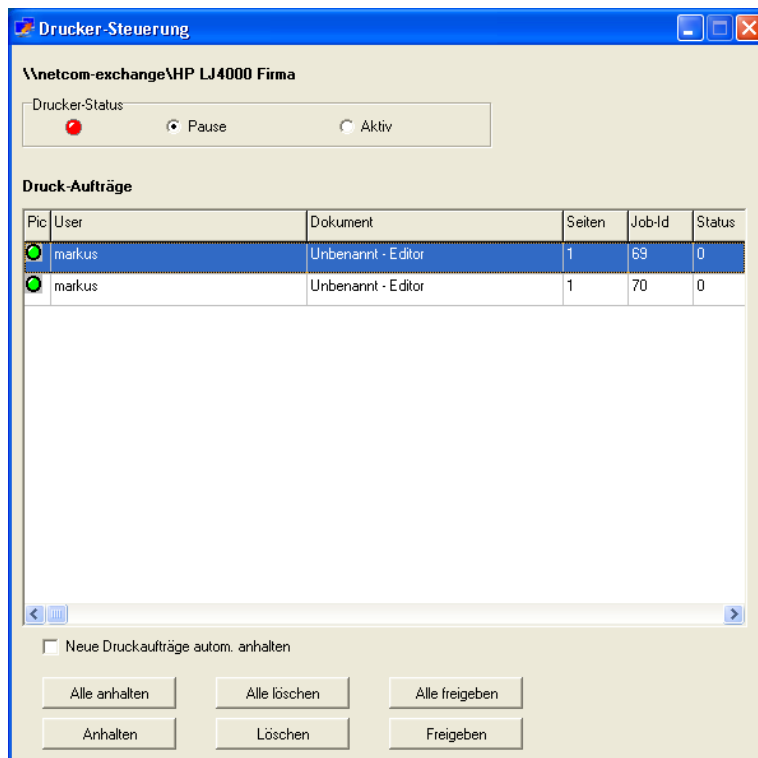 Drucker-Steuerung
\\netcom-exchange\HP LJ4000 Firma
Drucker-Status
Pause Aktiv
Druck-Aufträge
Pic User Dokument Seiten Job-Id Status
markus Unbenannt - Editor 1 69 0
markus Unbenannt - Editor 1 70 0
Neue Druckaufträge autom. anhalten
Alle anhalten Alle löschen Alle freigeben
Anhalten Löschen Freigeben